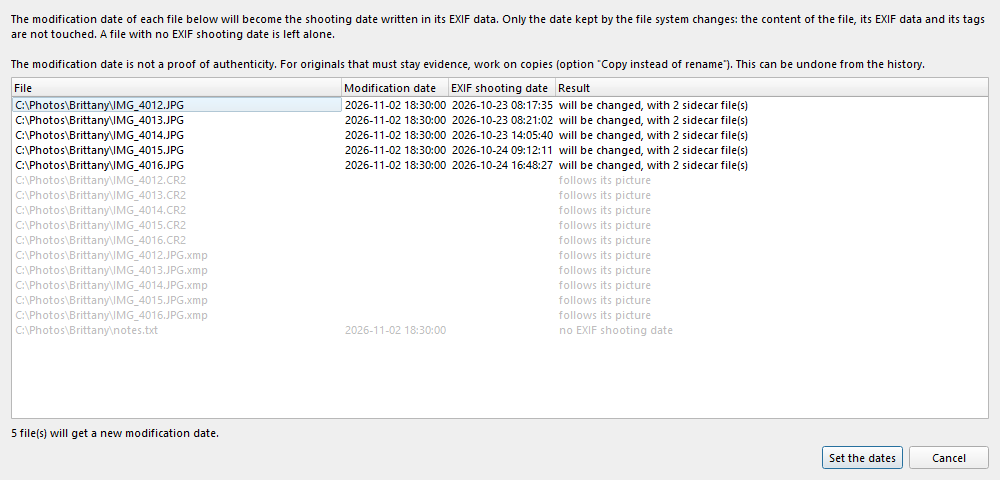 The modification date of each file below will become the shooting date written in its EXIF data. Only the date kept by the file system changes: the content of the file, its EXIF data and its tags
are not touched. A file with no EXIF shooting date is left alone.
The modification date is not a proof of authenticity. For originals that must stay evidence, work on copies (option "Copy instead of rename"). This can be undone from the history.
File Modification date EXIF shooting date Result
C:\Photos\Brittany\IMG_4012.JPG 2026-11-02 18:30:00 2026-10-23 08:17:35 will be changed, with 2 sidecar file(s)
C:\Photos\Brittany\IMG_4013.JPG 2026-11-02 18:30:00 2026-10-23 08:21:02 will be changed, with 2 sidecar file(s)
C:\Photos\Brittany\IMG_4014.JPG 2026-11-02 18:30:00 2026-10-23 14:05:40 will be changed, with 2 sidecar file(s)
C:\Photos\Brittany\IMG_4015.JPG 2026-11-02 18:30:00 2026-10-24 09:12:11 will be changed, with 2 sidecar file(s)
C:\Photos\Brittany\IMG_4016.JPG 2026-11-02 18:30:00 2026-10-24 16:48:27 will be changed, with 2 sidecar file(s)
C:\Photos\Brittany\IMG_4012.CR2 follows its picture
C:\Photos\Brittany\IMG_4013.CR2 follows its picture
C:\Photos\Brittany\IMG_4014.CR2 follows its picture
C:\Photos\Brittany\IMG_4015.CR2 follows its picture
C:\Photos\Brittany\IMG_4016.CR2 follows its picture
C:\Photos\Brittany\IMG_4012.JPG.xmp follows its picture
C:\Photos\Brittany\IMG_4013.JPG.xmp follows its picture
C:\Photos\Brittany\IMG_4014.JPG.xmp follows its picture
C:\Photos\Brittany\IMG_4015.JPG.xmp follows its picture
C:\Photos\Brittany\IMG_4016.JPG.xmp follows its picture
C:\Photos\Brittany\notes.txt 2026-11-02 18:30:00 no EXIF shooting date
5 file(s) will get a new modification date.
Set the dates Cancel